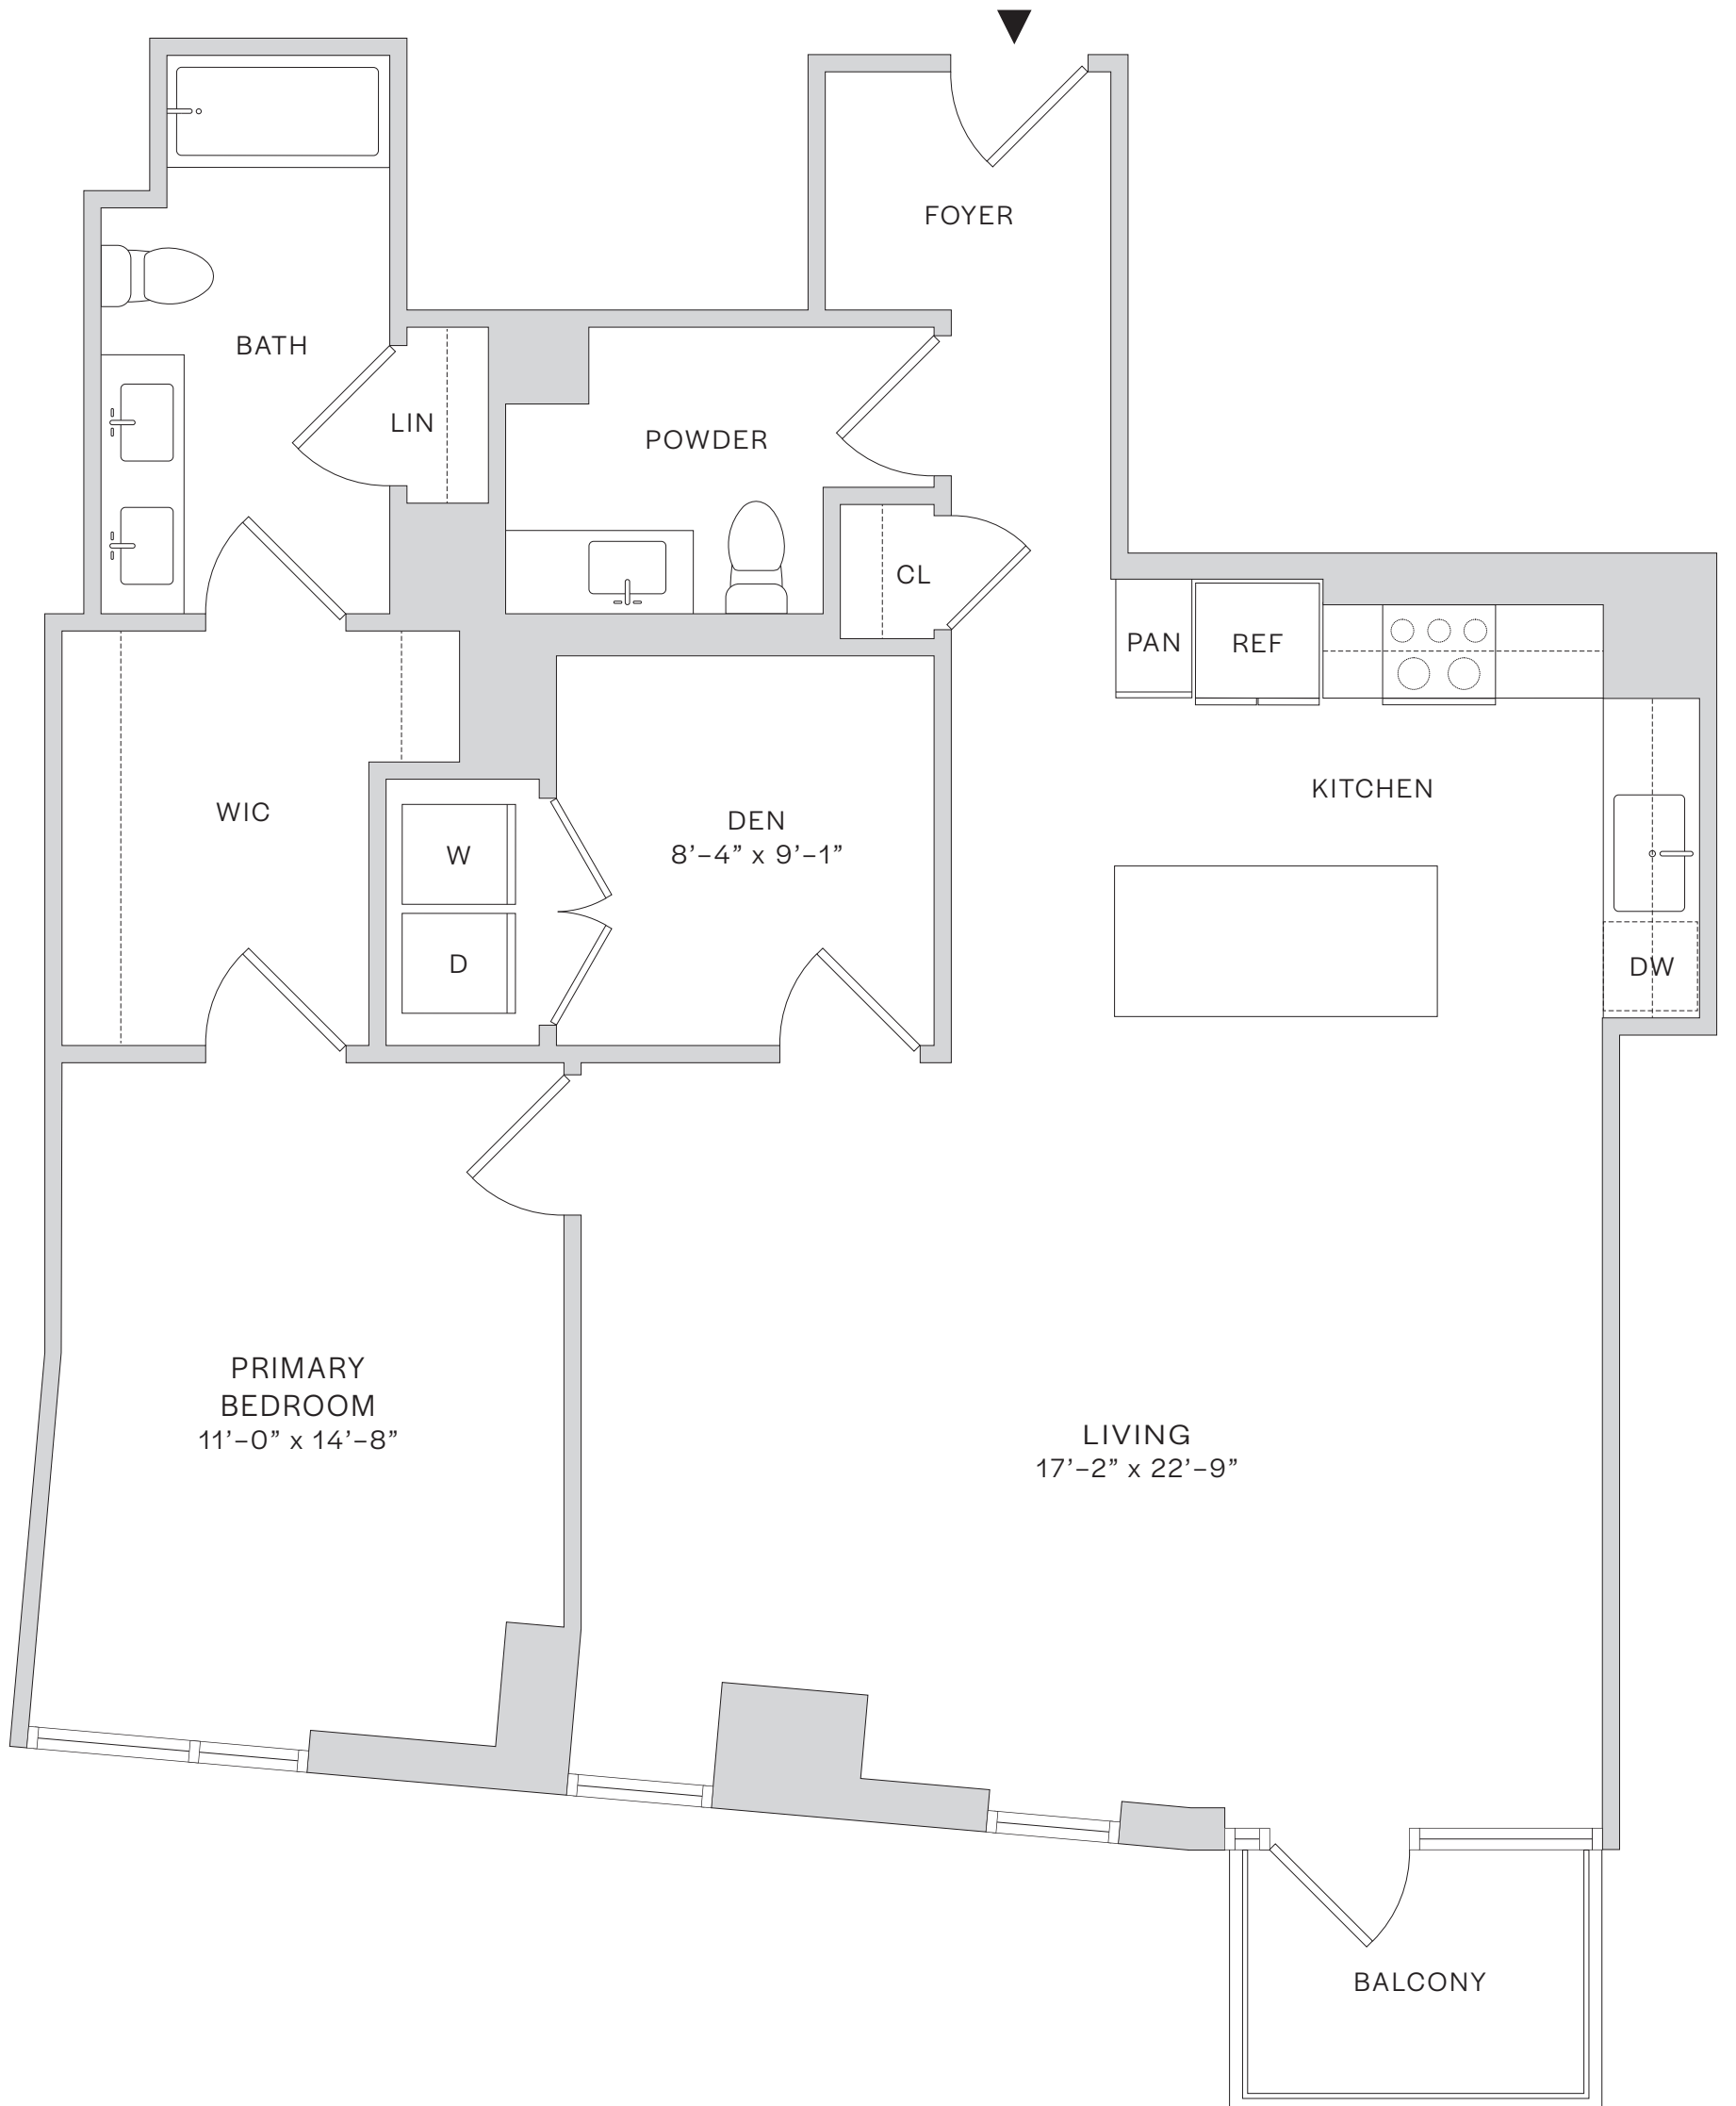 FOYER
BATH
LIN
POWDER
CL
PAN
REF
KITCHEN
WIC
W
DEN
8’–4” x 9’–1”
D
DW
PRIMARY
BEDROOM
11’–0” x 14’–8”
LIVING
17’–2” x 22’–9”
BALCONY